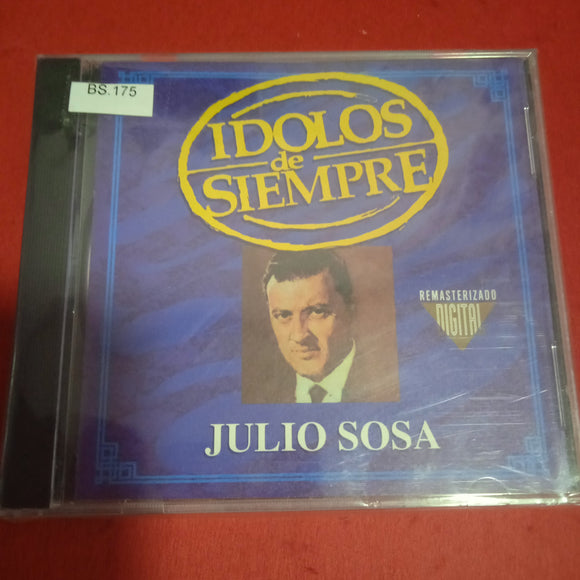 BS.175
IDOLOS
de
SIEMPRE
REMASTERIZADO
DIGITAL
JULIO SOSA